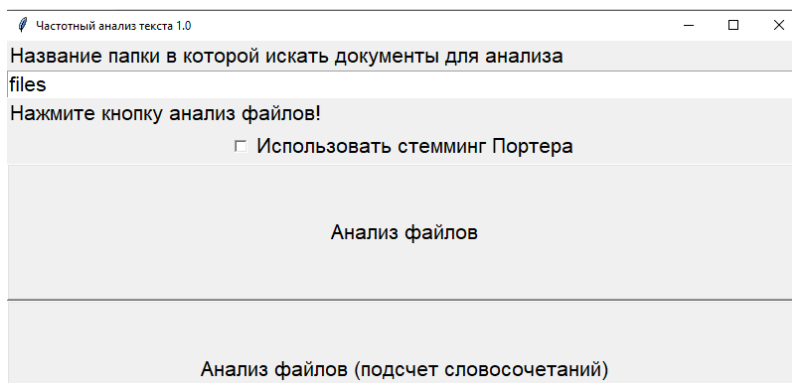 Частотный анализ текста 1.0
Название папки в которой искать документы для анализа
files
Нажмите кнопку анализ файлов!
Использовать стемминг Портера
Анализ файлов
Анализ файлов (подсчет словосочетаний)